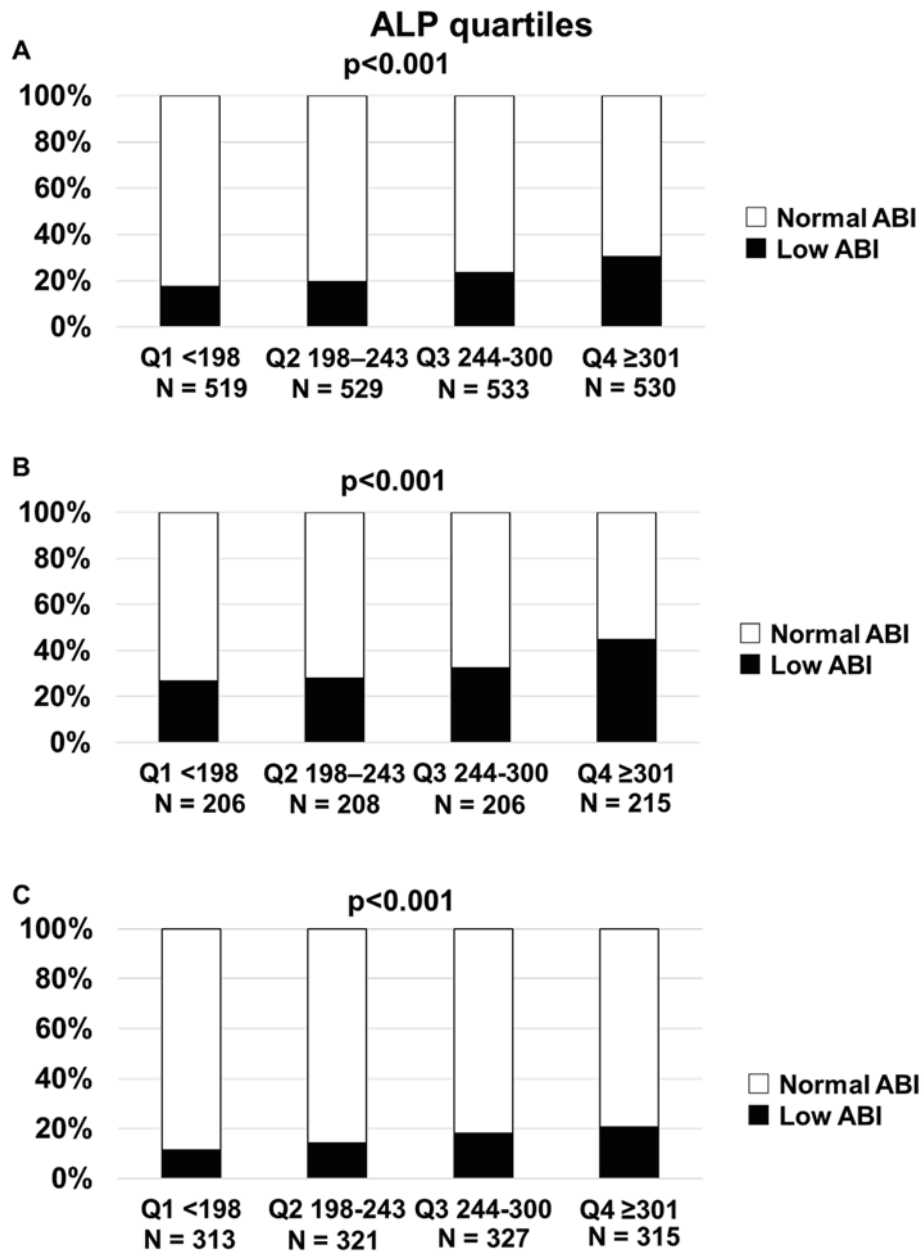 ALP quartiles
A
p<0.001
100%
80%
60%
40%
20%
0%
Normal ABI
Low ABI
Q1 <198 Q2 198–243 Q3 244-300 Q4 ≥301
N = 519 N = 529 N = 533 N = 530
B
p<0.001
100%
80%
60%
40%
20%
0%
Normal ABI
Low ABI
Q1 <198 Q2 198–243 Q3 244-300 Q4 ≥301
N = 206 N = 208 N = 206 N = 215
C
p<0.001
100%
80%
60%
40%
20%
0%
Normal ABI
Low ABI
Q1 <198 Q2 198-243 Q3 244-300 Q4 ≥301
N = 313 N = 321 N = 327 N = 315